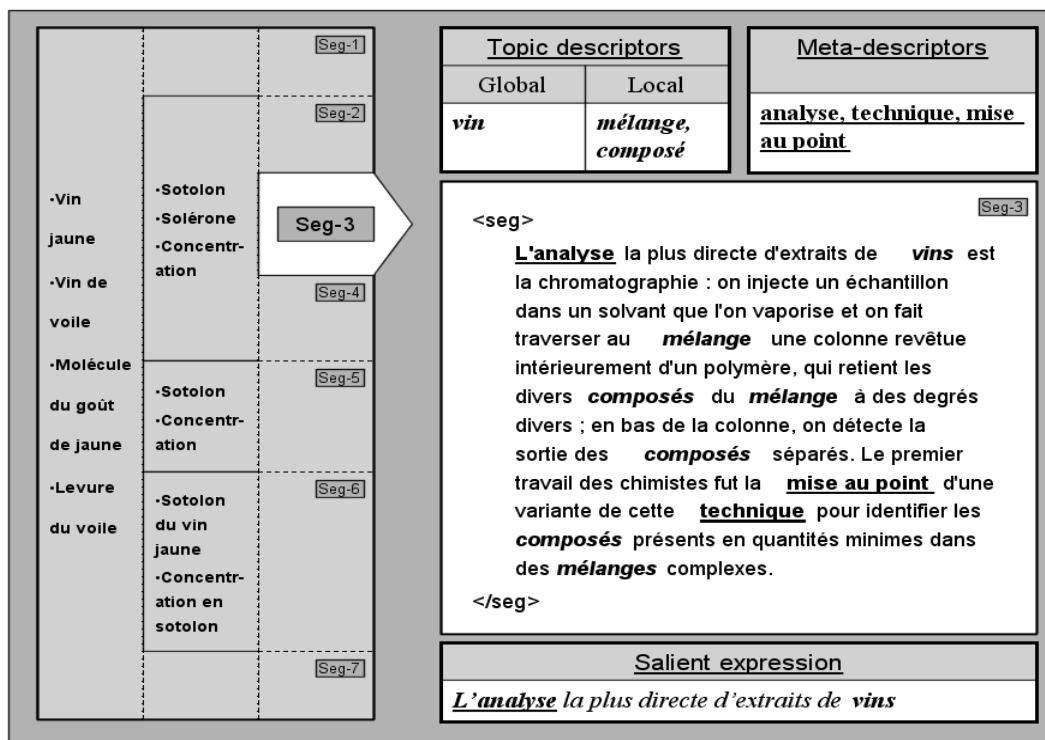 ·Vin
jaune
·Vin de
voile
·Molécule
du goût
de jaune
·Levure
du voile
·Sotolon
·Solérone
·Concentr-
ation
·Sotolon
·Concentr-
ation
·Sotolon
du vin
jaune
·Concentr-
ation en
sotolon
Seg-1
Seg-2
Seg-3
Seg-4
Seg-5
Seg-6
Seg-7
Topic descriptors
Global Local
vin mélange,
composé
Meta-descriptors
analyse, technique, mise
au point
Seg-3
<seg>
L'analyse la plus directe d'extraits de vins est
la chromatographie : on injecte un échantillon
dans un solvant que l'on vaporise et on fait
traverser au mélange une colonne revêtue
intérieurement d'un polymère, qui retient les
divers composés du mélange à des degrés
divers ; en bas de la colonne, on détecte la
sortie des composés séparés. Le premier
travail des chimistes fut la mise au point d'une
variante de cette technique pour identifier les
composés présents en quantités minimes dans
des mélanges complexes.
</seg>
Salient expression
L'analyse la plus directe d'extraits de vins